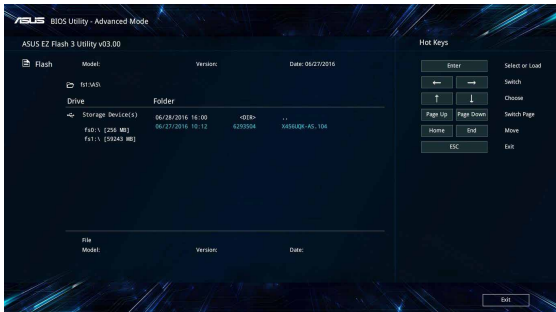 ASUS BIOS Utility - Advanced Mode
ASUS EZ Flash 3 Utility v03.00
Flash
Model: Version: Date: 06/27/2016
fs1:\AS\
Drive Folder
Storage Device(s)
fs0:\ [256 MB]
fs1:\ [59243 MB]
06/28/2016 16:00 <DIR> ..
06/27/2016 10:12 6293504 X456UQK-AS.104
File
Model: Version: Date:
Hot Keys
Enter Select or Load
← → Switch
↑ ↓ Choose
Page Up Page Down Switch Page
Home End Move
ESC Exit
Exit